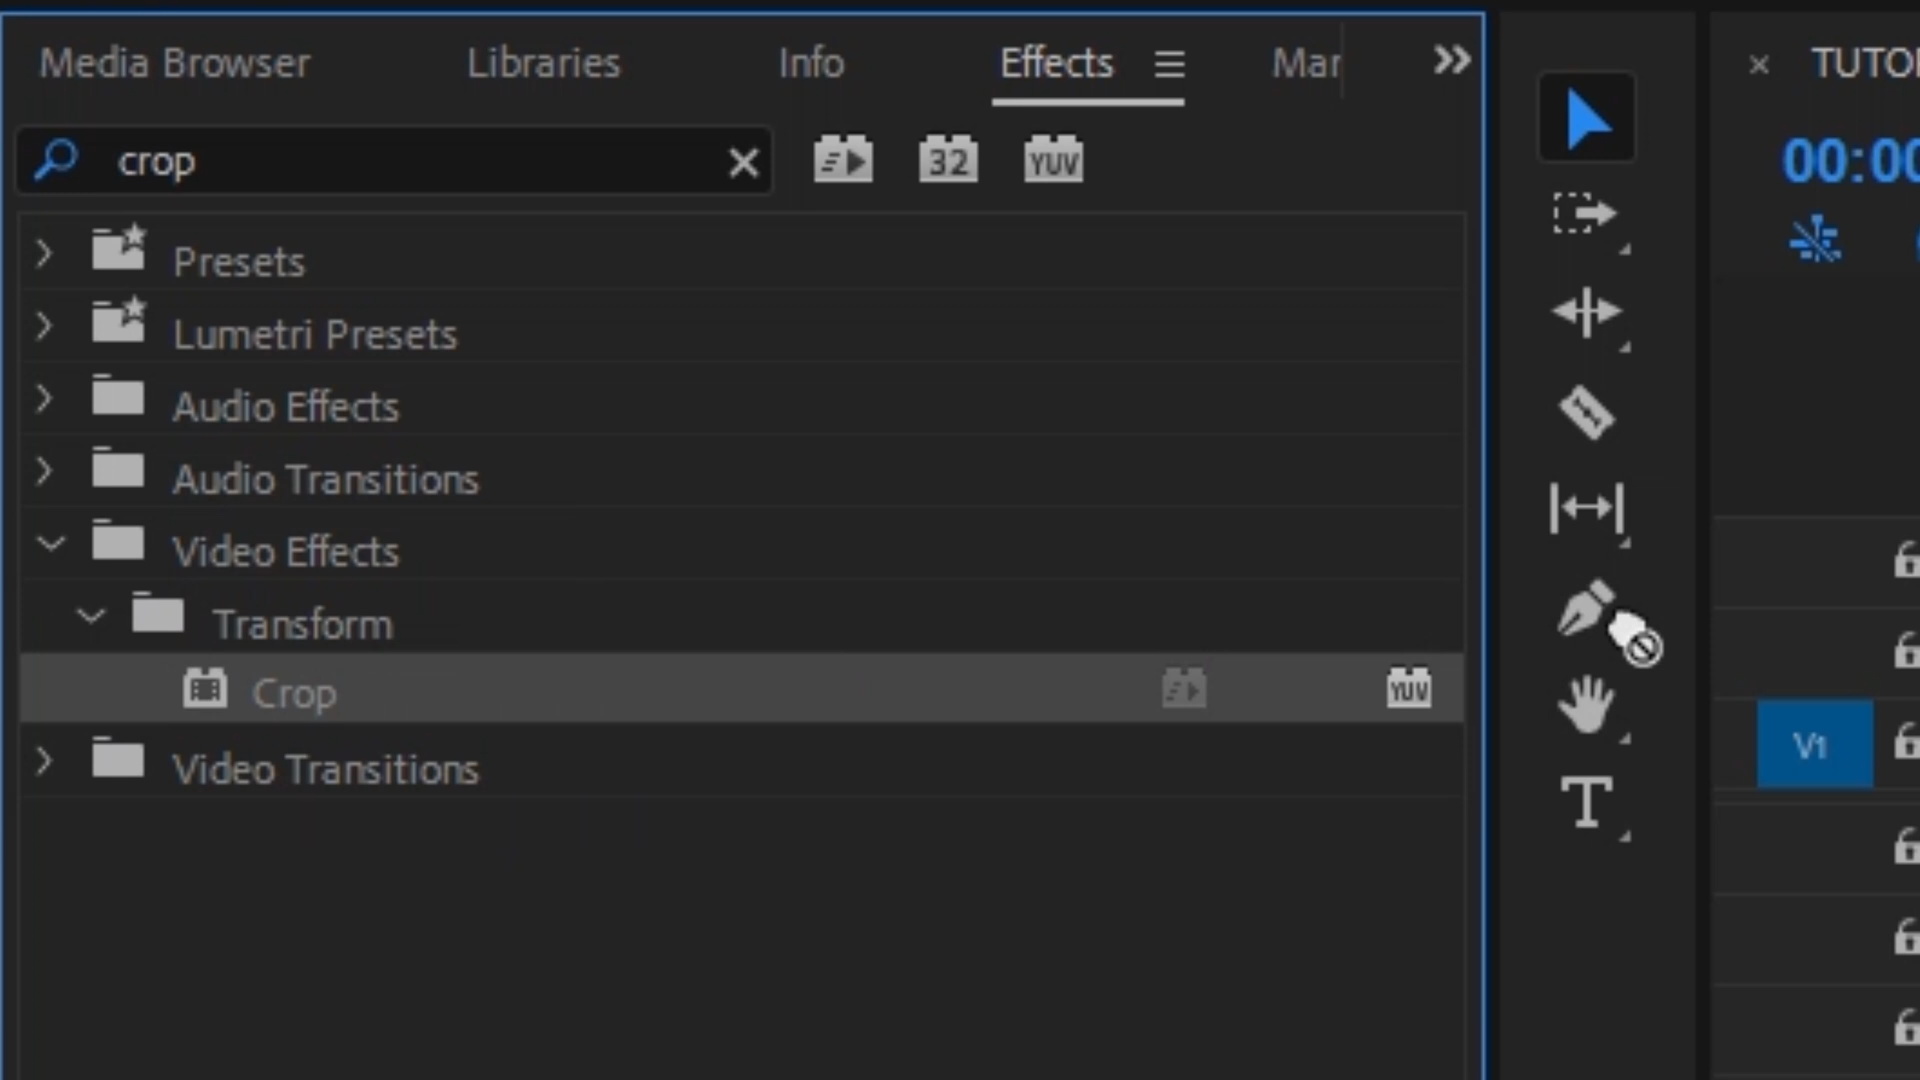 Media Browser Libraries Info Effects Mar
TUTO
crop 32 YUV
00:00
Presets
Lumetri Presets
Audio Effects
Audio Transitions
Video Effects
Transform
Crop YUV
V1
Video Transitions